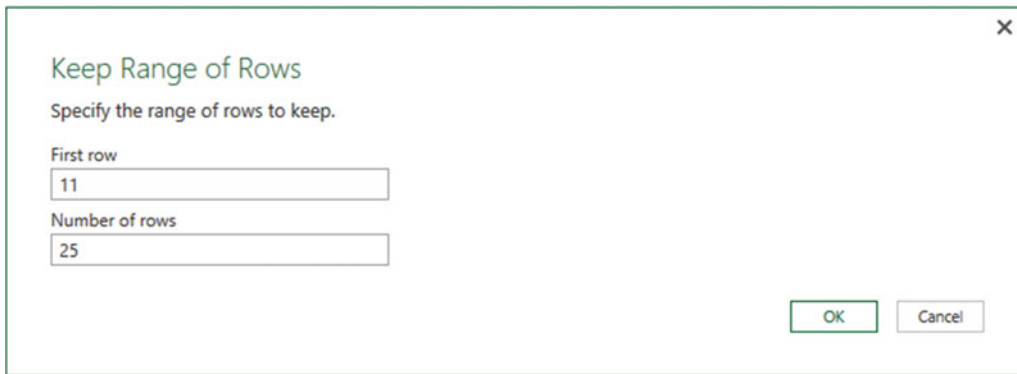 Keep Range of Rows
Specify the range of rows to keep.
First row
11
Number of rows
25
OK Cancel